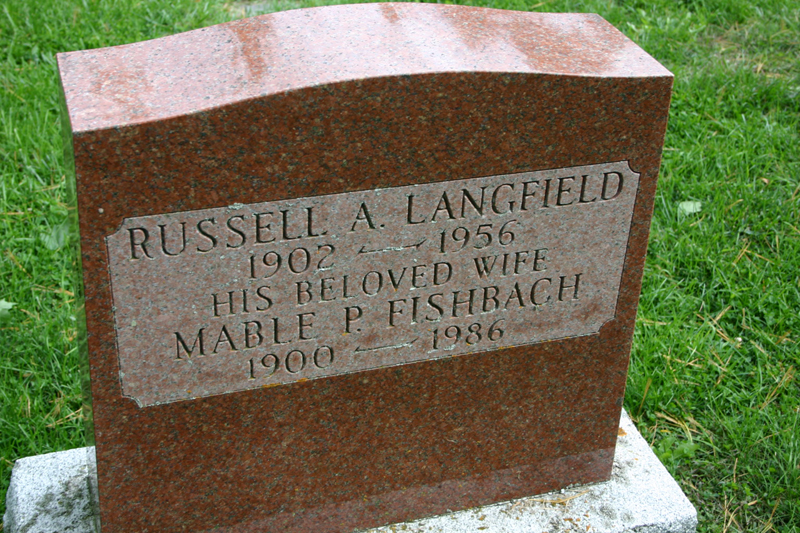 RUSSELL A. LANGFIELD
1902 — 1956
HIS BELOVED WIFE
MABLE P. FISHBACH
1900 — 1986